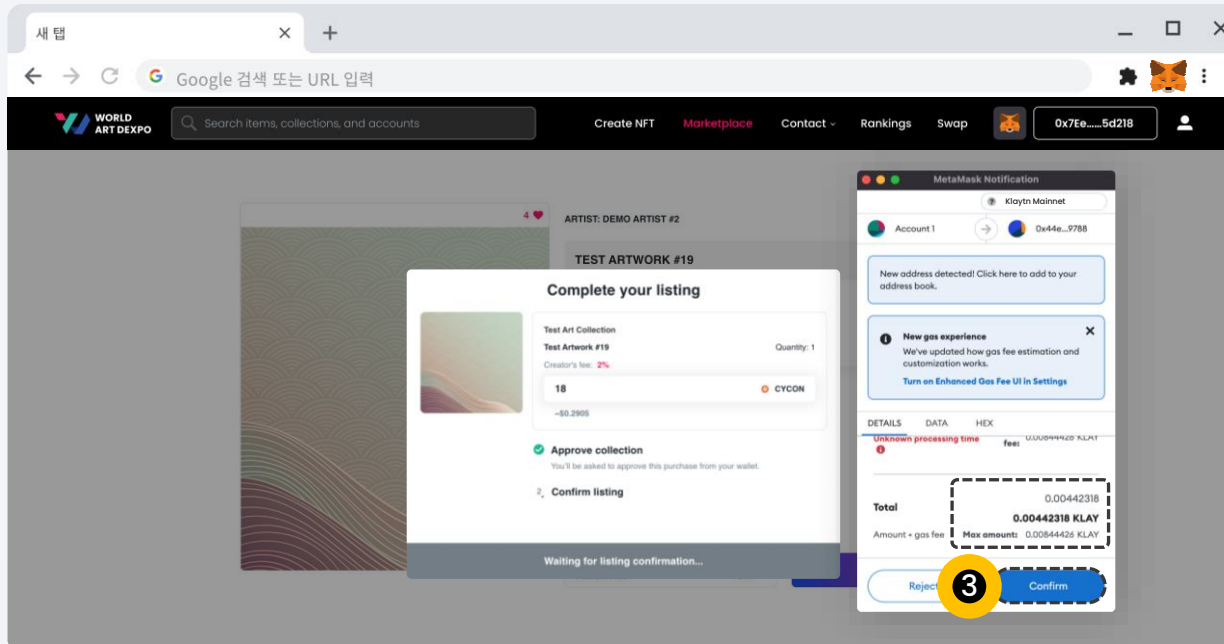 새 탭
Google 검색 또는 URL 입력
WORLD
ART DEXPO
Search items, collections, and accounts
Create NFT
Marketplace
Contact
Rankings
Swap
0x7Ee......5d218
4
ARTIST: DEMO ARTIST #2
TEST ARTWORK #19
Complete your listing
Test Art Collection
Test Artwork #19
Quantity: 1
Creator's fee: 2%
18
CYCON
~$0.2905
Approve collection
You'll be asked to approve this purchase from your wallet.
2
Confirm listing
Waiting for listing confirmation...
MetaMask Notification
Klaytn Mainnet
Account 1
0x44e...9788
New address detected! Click here to add to your
address book.
New gas experience
We've updated how gas fee estimation and
customization works.
Turn on Enhanced Gas Fee UI in Settings
DETAILS
DATA
HEX
Unknown processing time
fee: 0.00844426 KLAY
0.00442318
Total
0.00442318 KLAY
Amount + gas fee
Max amount: 0.00844426 KLAY
Reject
3
Confirm